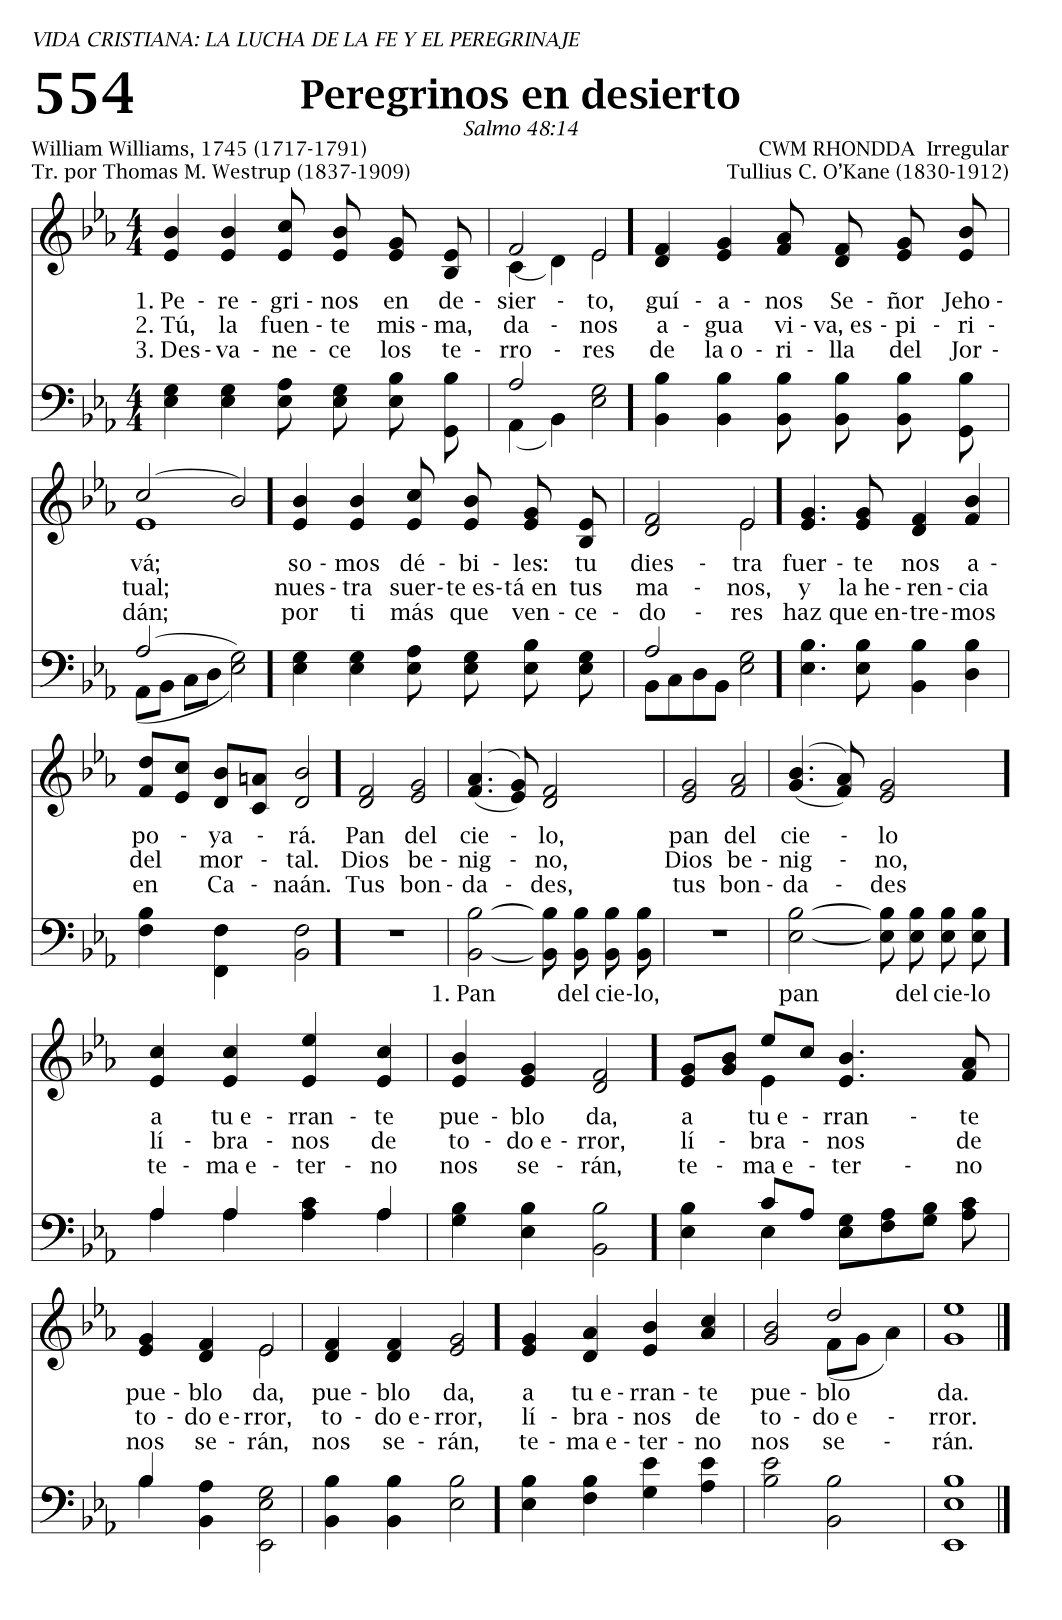 VIDA CRISTIANA: LA LUCHA DE LA FE Y EL PEREGRINAJE
554 Peregrinos en desierto
Salmo 48:14
William Williams, 1745 (1717-1791) CWM RHONDDA Irregular
Tr. por Thomas M. Westrup (1837-1909) Tullius C. O’Kane (1830-1912)
1. Pe - re - gri - nos en de - sier - to, guí - a - nos Se - ñor Jeho -
2. Tú, la fuen - te mis - ma, da - nos a - gua vi - va, es - pi - ri -
3. Des - va - ne - ce los te - rro - res de la o - ri - lla del Jor -
vá; so - mos dé - bi - les: tu dies - tra fuer - te nos a -
tual; nues - tra suer - te es - tá en tus ma - nos, y la he - ren - cia
dán; por ti más que ven - ce - do - res haz que en - tre - mos
po - ya - rá. Pan del cie - lo, pan del cie - lo
del mor - tal. Dios be - nig - no, Dios be - nig - no,
en Ca - naán. Tus bon - da - des, tus bon - da - des
1. Pan del cie - lo, pan del cie - lo
a tu e - rran - te pue - blo da, a tu e - rran - te
lí - bra - nos de to - do e - rror, lí - bra - nos de
te - ma e - ter - no nos se - rán, te - ma e - ter - no
pue - blo da, pue - blo da, a tu e - rran - te pue - blo da.
to - do e - rror, to - do e - rror, lí - bra - nos de to - do e - rror.
nos se - rán, nos se - rán, te - ma e - ter - no nos se - rán.